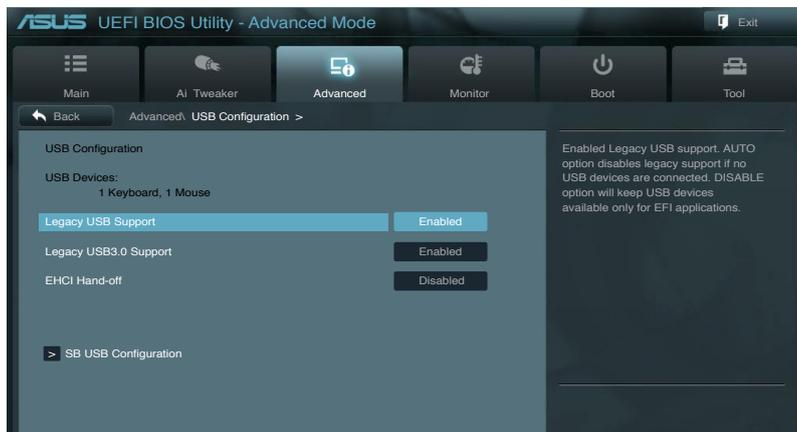 ASUS UEFI BIOS Utility - Advanced Mode
Exit
Main
Ai Tweaker
Advanced
Monitor
Boot
Tool
Back
Advanced\ USB Configuration >
USB Configuration
USB Devices:
1 Keyboard, 1 Mouse
Legacy USB Support Enabled
Legacy USB3.0 Support Enabled
EHCI Hand-off Disabled
> SB USB Configuration
Enabled Legacy USB support. AUTO
option disables legacy support if no
USB devices are connected. DISABLE
option will keep USB devices
available only for EFI applications.